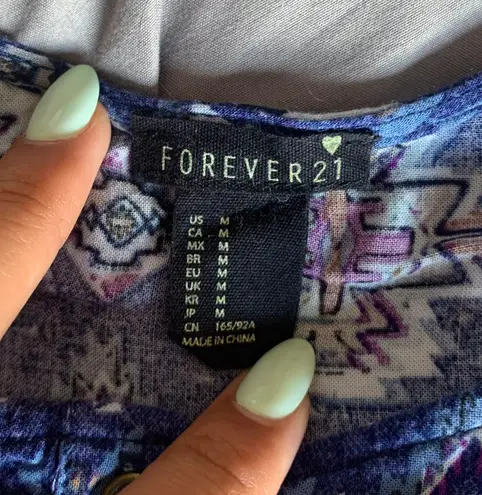 FOREVER 21
US M
CA M
MX M
BR M
EU M
UK M
KR M
JP M
CN 165/92A
MADE IN CHINA